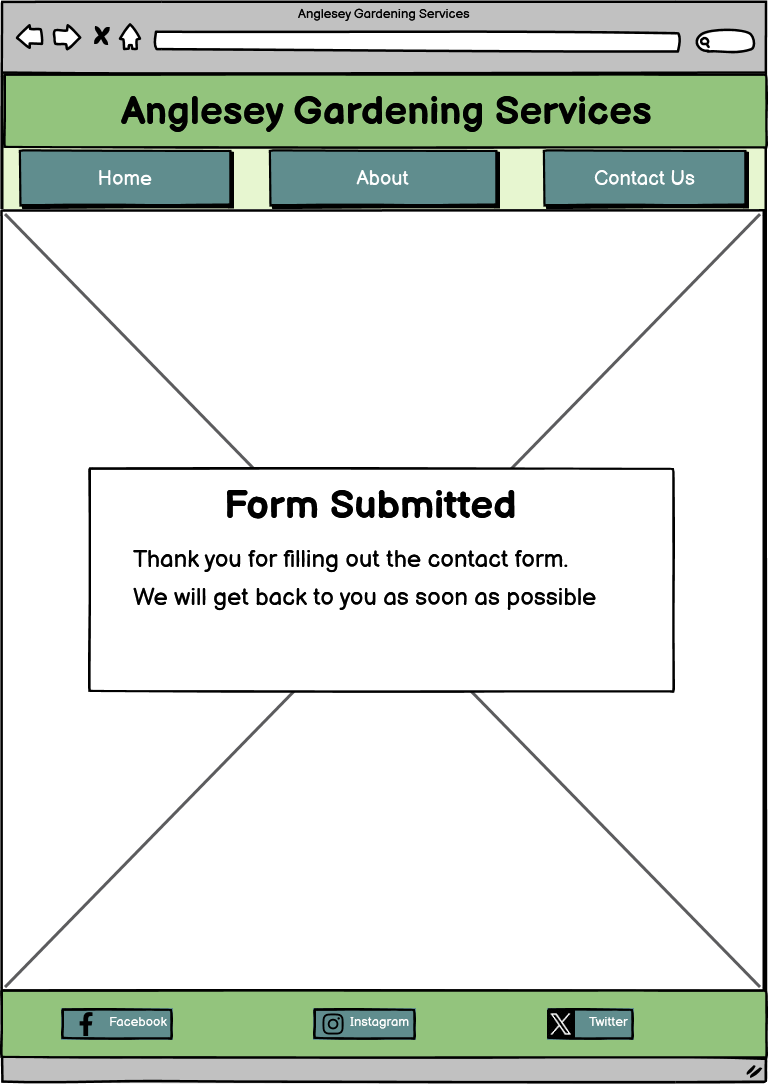 Anglesey Gardening Services
Anglesey Gardening Services
Home
About
Contact Us
Form Submitted
Thank you for filling out the contact form.
We will get back to you as soon as possible
Facebook
Instagram
Twitter